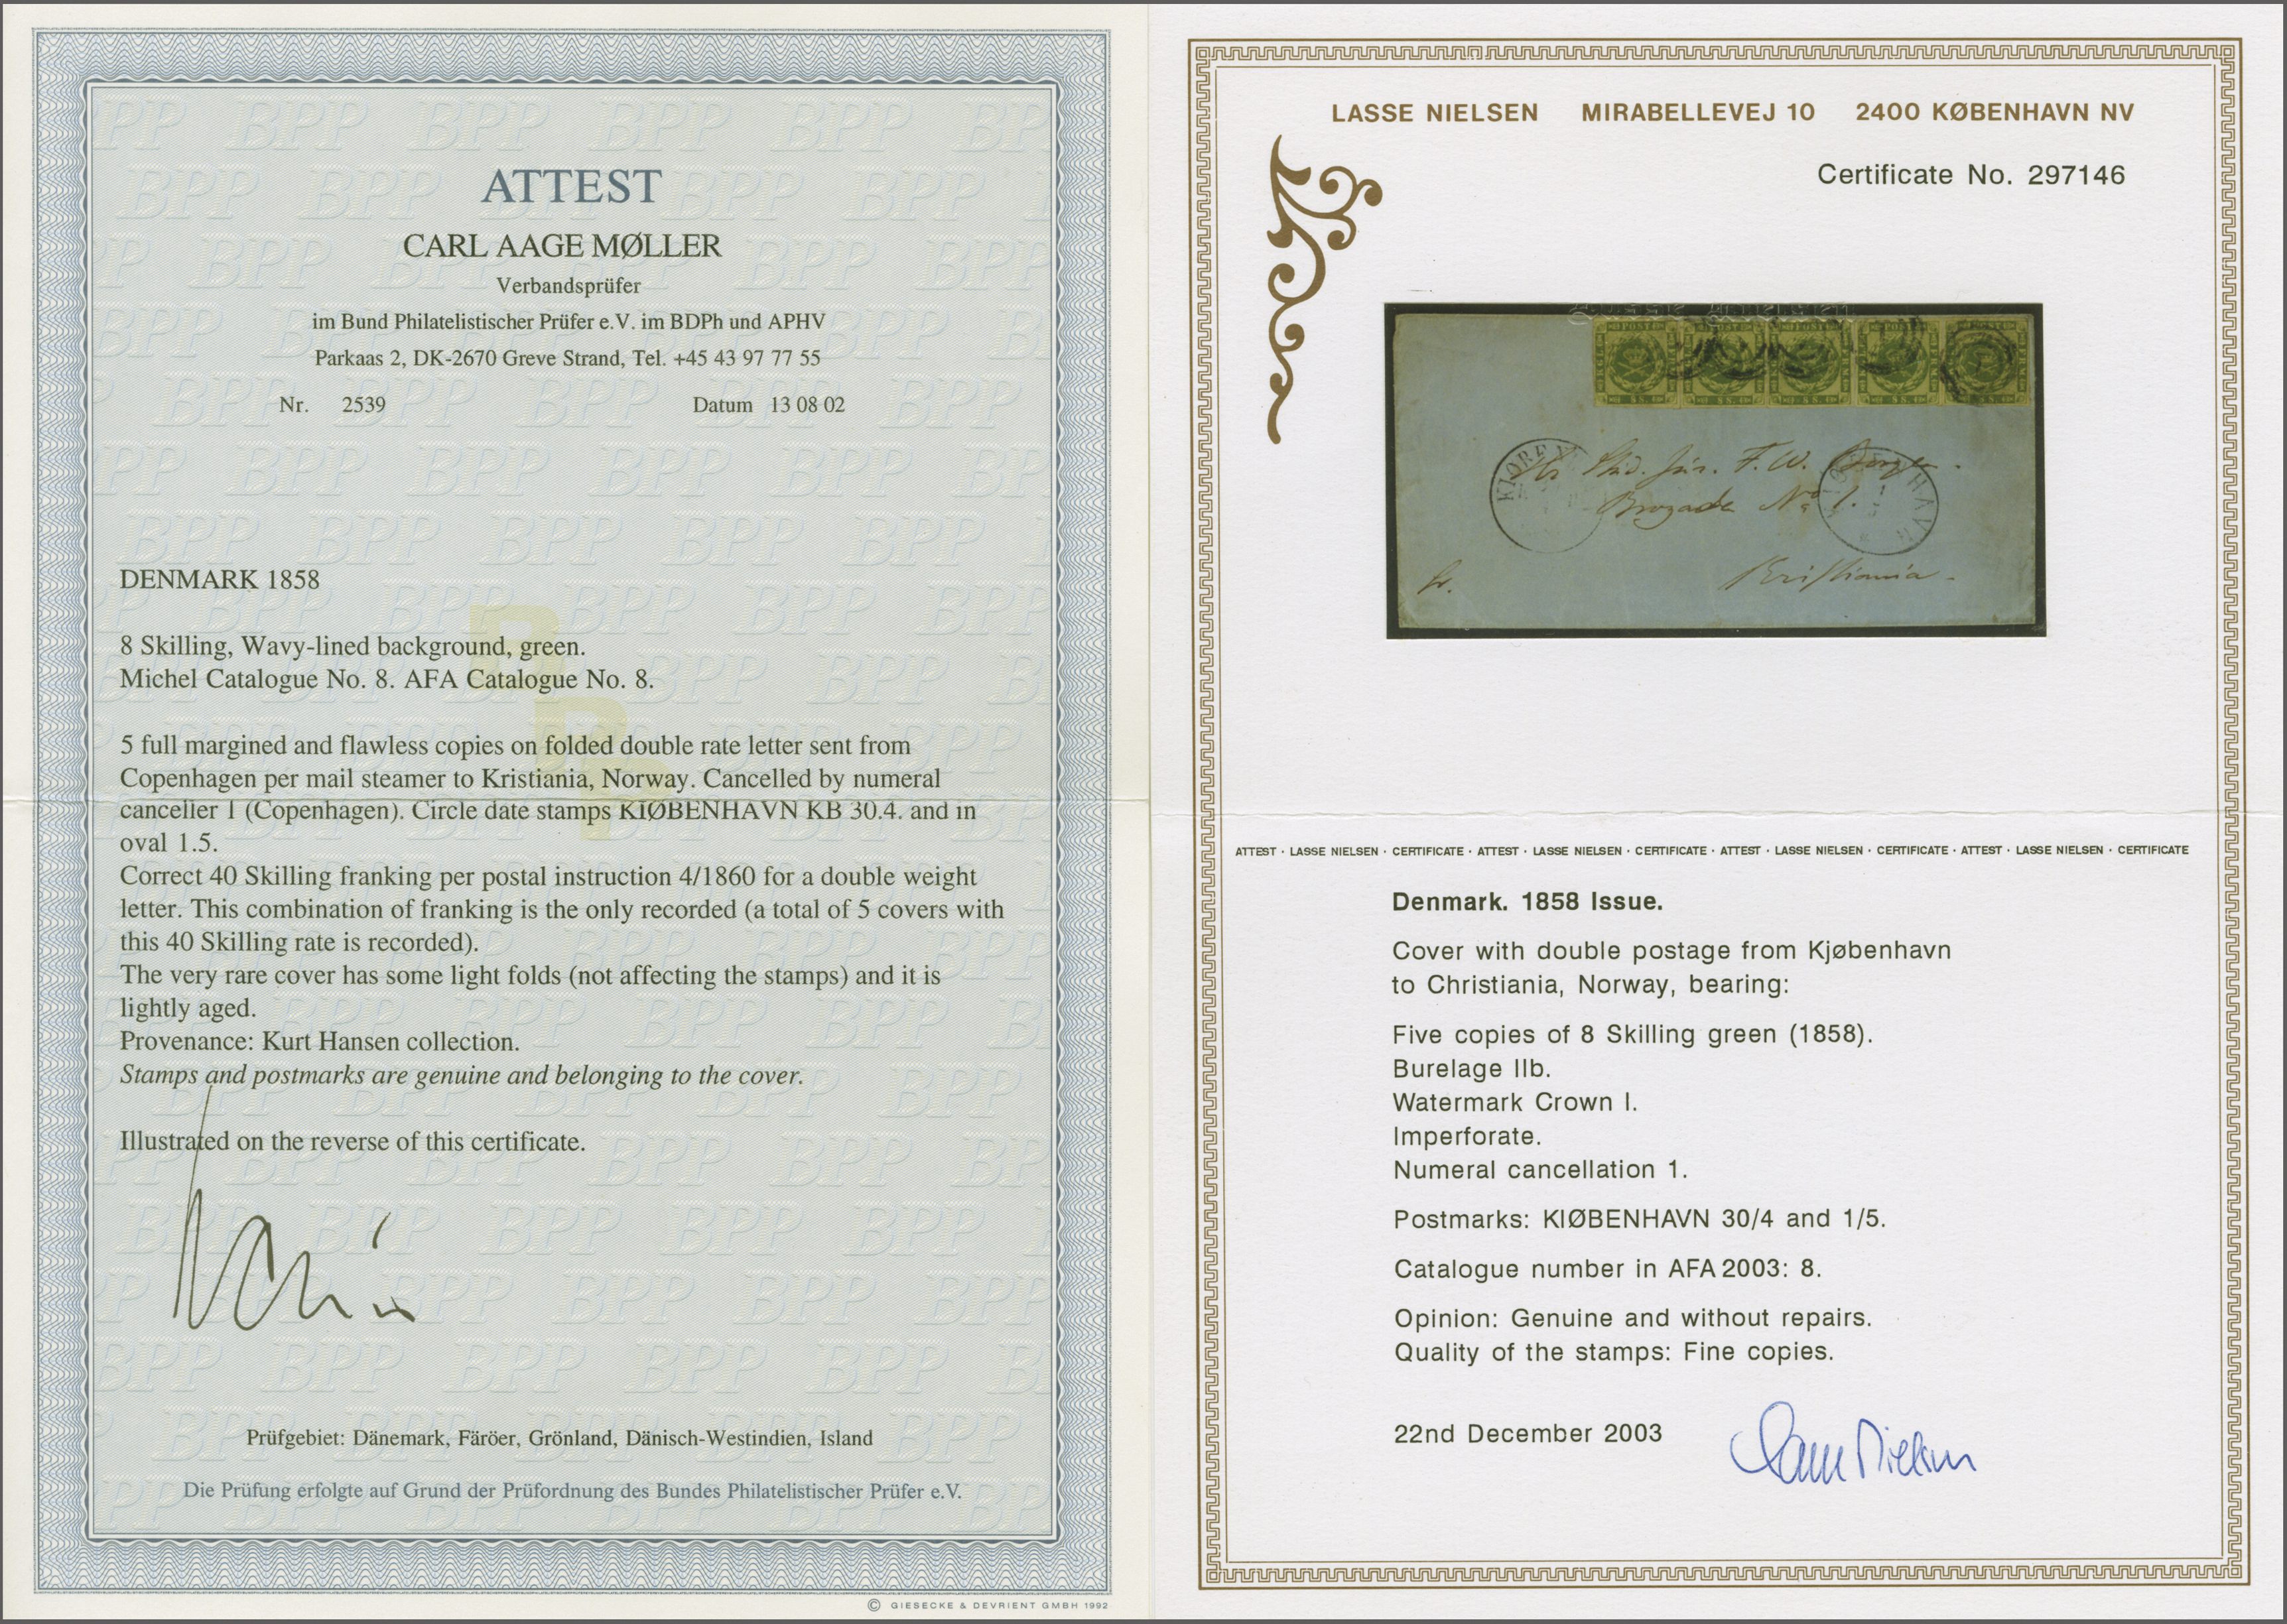 ATTEST
CARL AAGE MØLLER
Verbandsprüfer
im Bund Philatelistischer Prüfer e.V. im BDPh und APHV
Parkaas 2, DK-2670 Greve Strand, Tel. +45 43 97 77 55
Nr. 2539 Datum 13 08 02
DENMARK 1858
8 Skilling, Wavy-lined background, green.
Michel Catalogue No. 8. AFA Catalogue No. 8.
5 full margined and flawless copies on folded double rate letter sent from
Copenhagen per mail steamer to Kristiania, Norway. Cancelled by numeral
canceller 1 (Copenhagen). Circle date stamps KIØBENHAVN KB 30.4. and in
oval 1.5.
Correct 40 Skilling franking per postal instruction 4/1860 for a double weight
letter. This combination of franking is the only recorded (a total of 5 covers with
this 40 Skilling rate is recorded).
The very rare cover has some light folds (not affecting the stamps) and it is
lightly aged.
Provenance: Kurt Hansen collection.
Stamps and postmarks are genuine and belonging to the cover.
Illustrated on the reverse of this certificate.
Prüfgebiet: Dänemark, Färöer, Grönland, Dänisch-Westindien, Island
Die Prüfung erfolgte auf Grund der Prüfordnung des Bundes Philatelistischer Prüfer e.V.
© GIESECKE & DEVRIENT GMBH 1992
LASSE NIELSEN MIRABELLEVEJ 10 2400 KØBENHAVN NV
Certificate No. 297146
Stud. jur. F. W.
No 1.
Kristiania
ATTEST · LASSE NIELSEN · CERTIFICATE · ATTEST · LASSE NIELSEN · CERTIFICATE · ATTEST · LASSE NIELSEN · CERTIFICATE · ATTEST · LASSE NIELSEN · CERTIFICATE
Denmark. 1858 Issue.
Cover with double postage from Kjøbenhavn
to Christiania, Norway, bearing:
Five copies of 8 Skilling green (1858).
Burelage IIb.
Watermark Crown I.
Imperforate.
Numeral cancellation 1.
Postmarks: KIØBENHAVN 30/4 and 1/5.
Catalogue number in AFA 2003: 8.
Opinion: Genuine and without repairs.
Quality of the stamps: Fine copies.
22nd December 2003
Lasse Nielsen